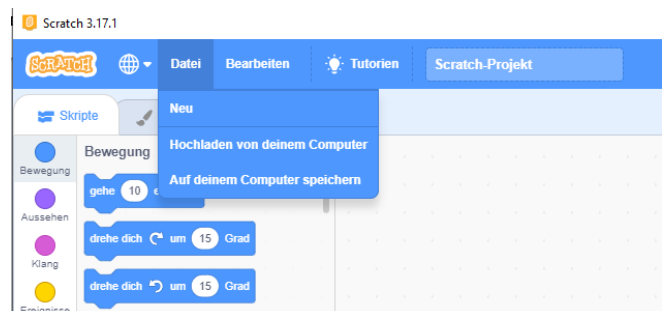 Scratch 3.17.1
SCRATCH Datei Bearbeiten Tutorien Scratch-Projekt
Skripte
Neu
Hochladen von deinem Computer
Auf deinem Computer speichern
Bewegung
Aussehen
Klang
Ereignisse
Bewegung
gehe 10
drehe dich um 15 Grad
drehe dich um 15 Grad